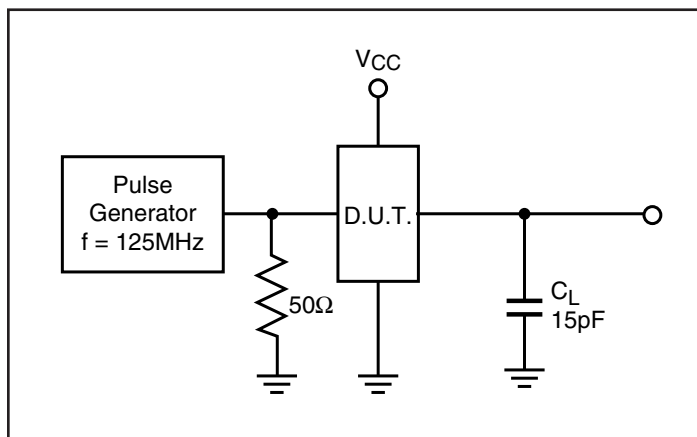 VCC
Pulse
Generator
f = 125MHz
D.U.T.
50Ω
CL
15pF